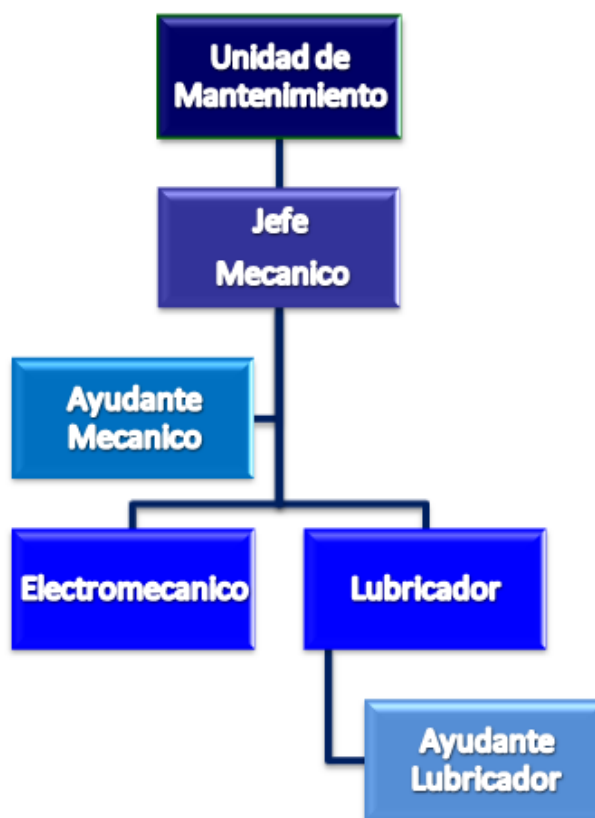 Unidad de
Mantenimiento
Jefe
Mecanico
Ayudante
Mecanico
Electromecanico
Lubricador
Ayudante
Lubricador